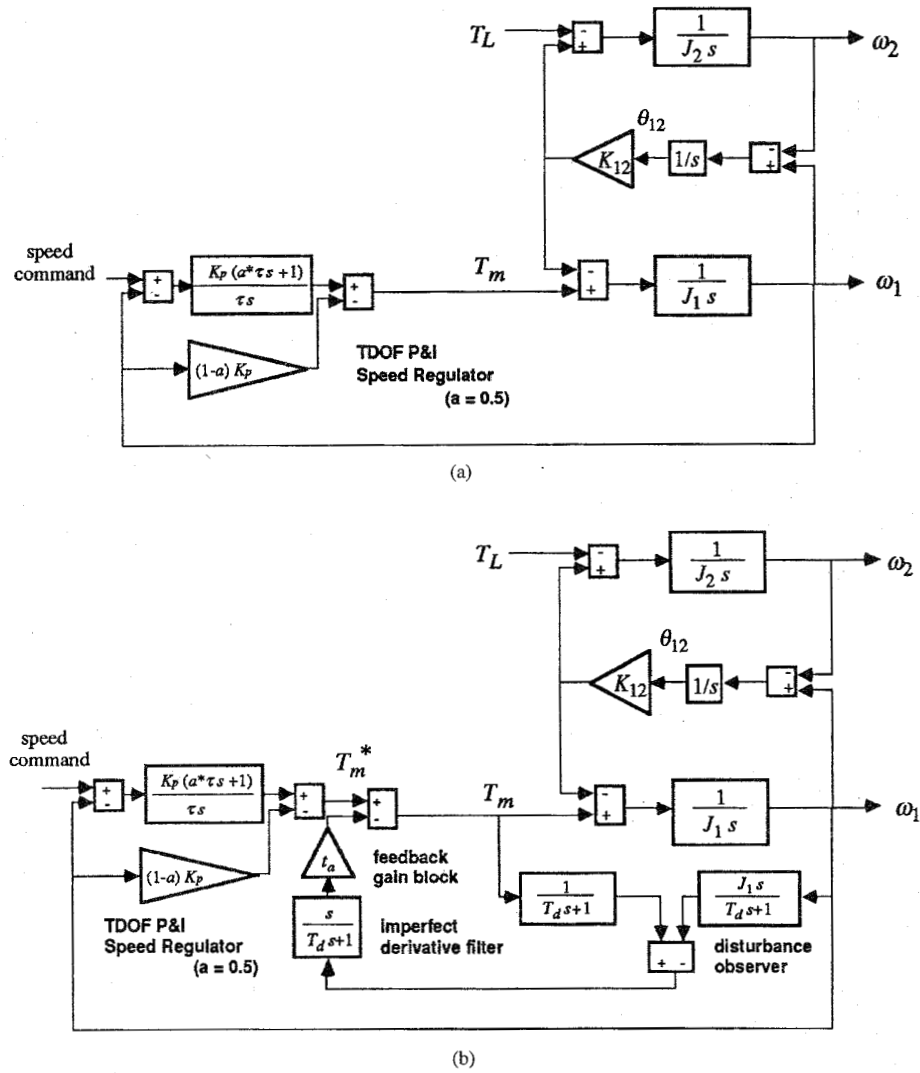 T_L
-
+
1
J_2 s
ω_2
θ_12
K_12
1/s
-
+
speed
command
+
-
K_P (a*τs+1)
τs
+
-
T_m
-
+
1
J_1 s
ω_1
(1-a) K_P
TDOF P&I
Speed Regulator
(a = 0.5)
(a)
T_L
-
+
1
J_2 s
ω_2
θ_12
K_12
1/s
-
+
speed
command
+
-
K_P (a*τs+1)
τs
+
-
T_m*
+
-
T_m
-
+
1
J_1 s
ω_1
(1-a) K_P
t_a
feedback
gain block
1
T_d s+1
J_1 s
T_d s+1
TDOF P&I
Speed Regulator
(a = 0.5)
s
T_d s+1
imperfect
derivative filter
+ -
disturbance
observer
(b)